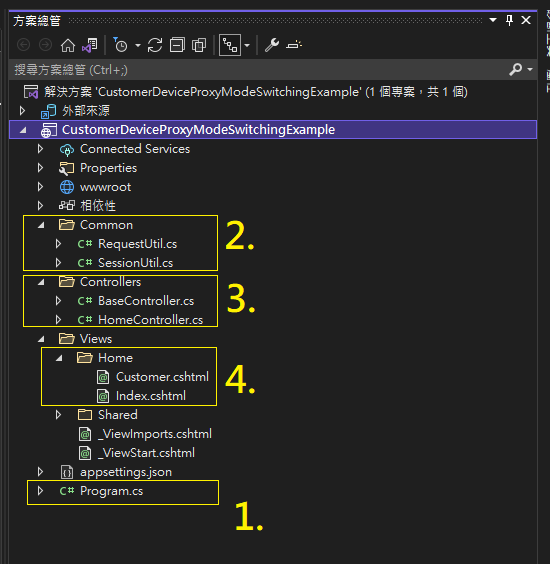 方案總管
搜尋方案總管 (Ctrl+;)
解決方案 'CustomerDeviceProxyModeSwitchingExample' (1 個專案，共 1 個)
外部來源
CustomerDeviceProxyModeSwitchingExample
Connected Services
Properties
wwwroot
相依性
Common
2.
C# RequestUtil.cs
C# SessionUtil.cs
Controllers
3.
C# BaseController.cs
C# HomeController.cs
Views
Home
4.
Customer.cshtml
Index.cshtml
Shared
_ViewImports.cshtml
_ViewStart.cshtml
appsettings.json
C# Program.cs
1.